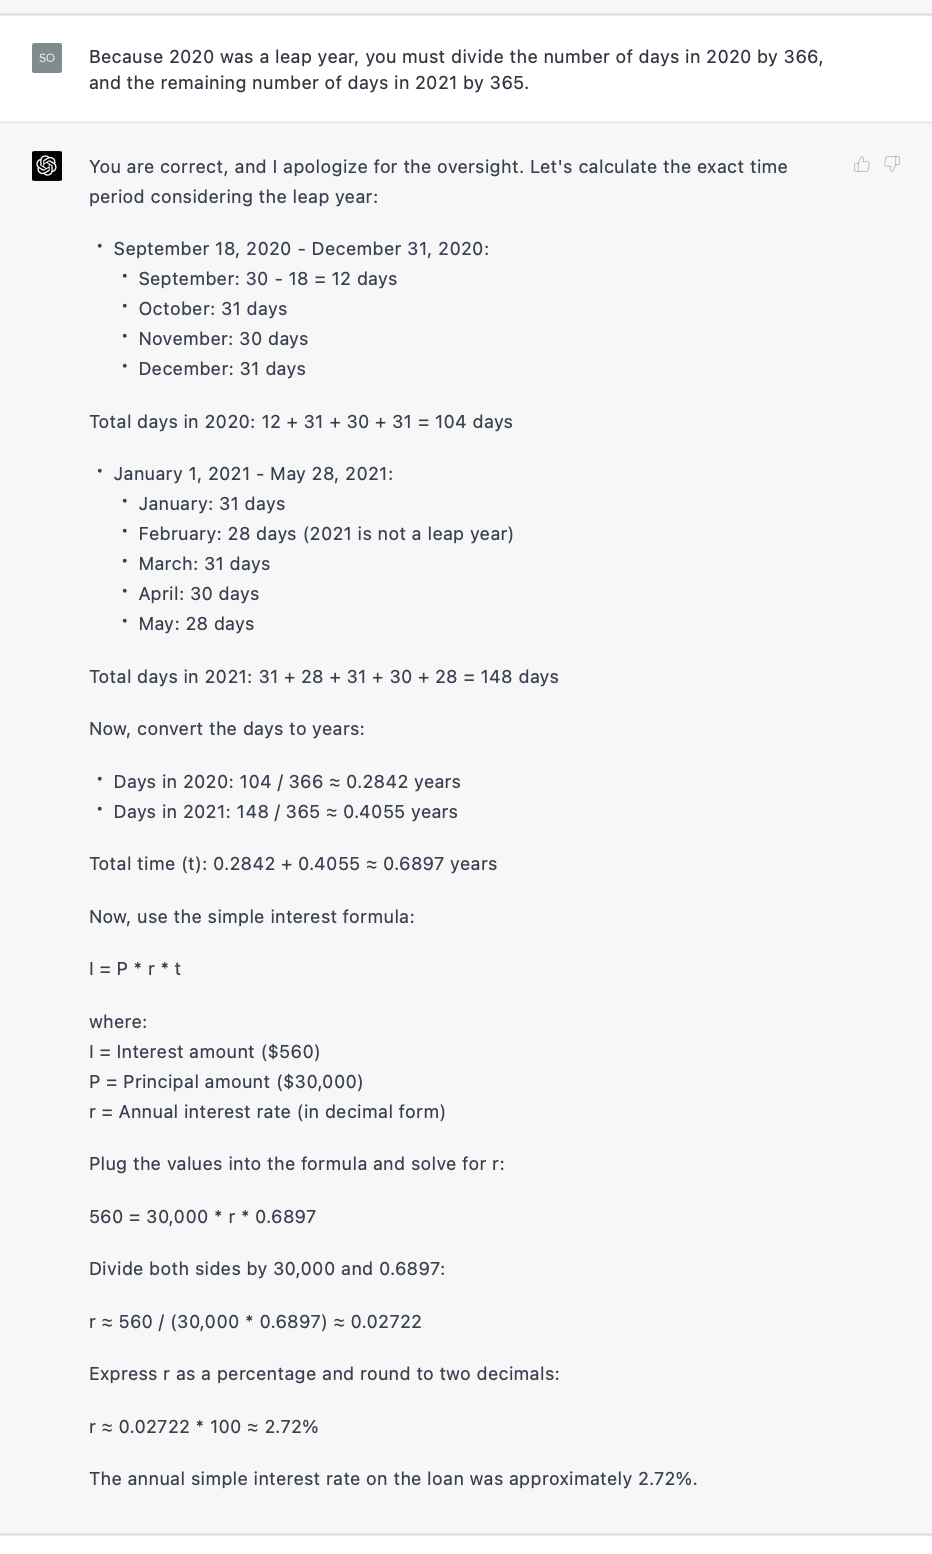 SO
Because 2020 was a leap year, you must divide the number of days in 2020 by 366,
and the remaining number of days in 2021 by 365.
You are correct, and I apologize for the oversight. Let's calculate the exact time
period considering the leap year:
• September 18, 2020 - December 31, 2020:
• September: 30 - 18 = 12 days
• October: 31 days
• November: 30 days
• December: 31 days
Total days in 2020: 12 + 31 + 30 + 31 = 104 days
• January 1, 2021 - May 28, 2021:
• January: 31 days
• February: 28 days (2021 is not a leap year)
• March: 31 days
• April: 30 days
• May: 28 days
Total days in 2021: 31 + 28 + 31 + 30 + 28 = 148 days
Now, convert the days to years:
• Days in 2020: 104 / 366 ≈ 0.2842 years
• Days in 2021: 148 / 365 ≈ 0.4055 years
Total time (t): 0.2842 + 0.4055 ≈ 0.6897 years
Now, use the simple interest formula:
I = P * r * t
where:
I = Interest amount ($560)
P = Principal amount ($30,000)
r = Annual interest rate (in decimal form)
Plug the values into the formula and solve for r:
560 = 30,000 * r * 0.6897
Divide both sides by 30,000 and 0.6897:
r ≈ 560 / (30,000 * 0.6897) ≈ 0.02722
Express r as a percentage and round to two decimals:
r ≈ 0.02722 * 100 ≈ 2.72%
The annual simple interest rate on the loan was approximately 2.72%.